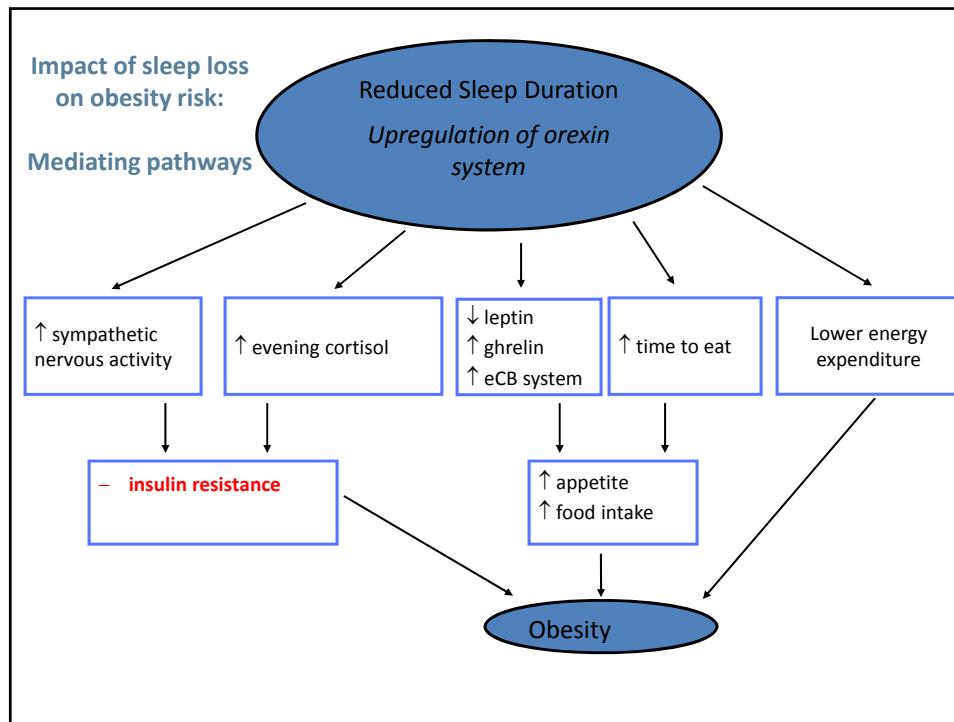 Impact of sleep loss
on obesity risk:
Mediating pathways
Reduced Sleep Duration
Upregulation of orexin
system
↑ sympathetic
nervous activity
↑ evening cortisol
↓ leptin
↑ ghrelin
↑ eCB system
↑ time to eat
Lower energy
expenditure
– insulin resistance
↑ appetite
↑ food intake
Obesity